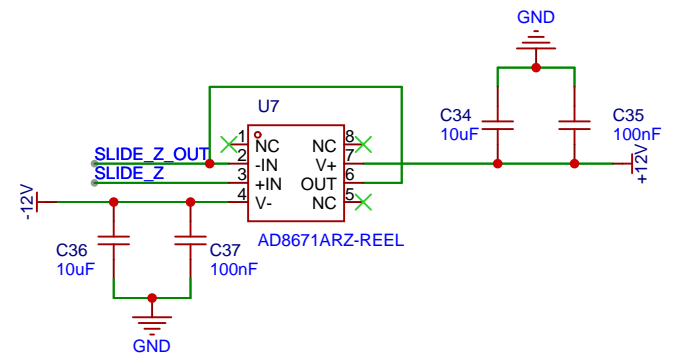 GND
U7
C34
10uF
C35
100nF
1
NC
NC
8
SLIDE_Z_OUT
2
-IN
V+
7
SLIDE_Z
3
+IN
OUT
6
+12V
-12V
4
V-
NC
5
AD8671ARZ-REEL
C36
10uF
C37
100nF
GND